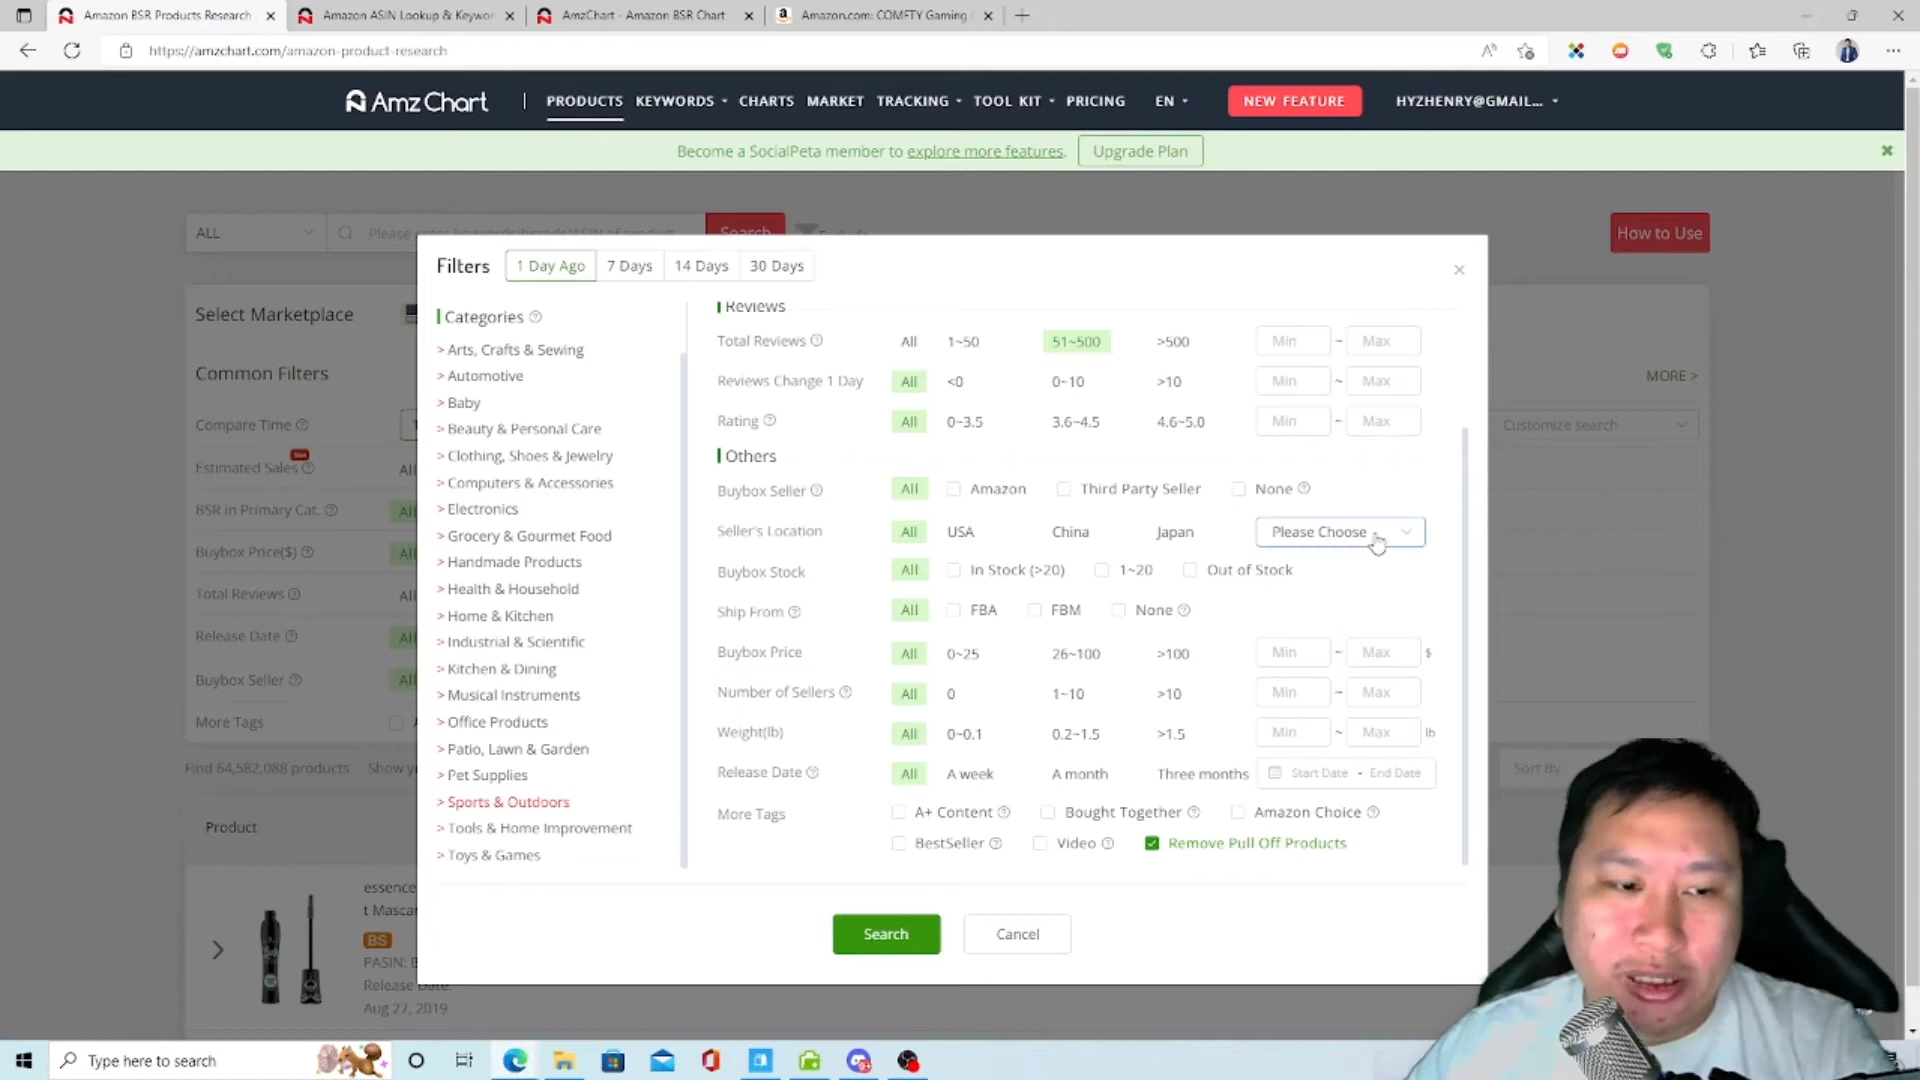 Amazon BSR Products Research
Amazon ASIN Lookup & Keywor
AmzChart - Amazon BSR Chart
Amazon.com: COMFTY Gaming
https://amzchart.com/amazon-product-research
AmzChart
PRODUCTS
KEYWORDS
CHARTS
MARKET
TRACKING
TOOL KIT
PRICING
EN
NEW FEATURE
HYZHENRY@GMAIL...
Become a SocialPeta member to explore more features.
Upgrade Plan
ALL
Search
How to Use
Select Marketplace
Common Filters
MORE >
Compare Time
Customize search
Estimated Sales
All
BSR in Primary Cat.
All
Buybox Price($)
All
Total Reviews
All
Release Date
All
Buybox Seller
All
More Tags
Find 64,582,088 products
Sort By
Product
essence
t Mascar
BS
PASIN: B
Release Date:
Aug 27, 2019
Filters
1 Day Ago
7 Days
14 Days
30 Days
Categories
> Arts, Crafts & Sewing
> Automotive
> Baby
> Beauty & Personal Care
> Clothing, Shoes & Jewelry
> Computers & Accessories
> Electronics
> Grocery & Gourmet Food
> Handmade Products
> Health & Household
> Home & Kitchen
> Industrial & Scientific
> Kitchen & Dining
> Musical Instruments
> Office Products
> Patio, Lawn & Garden
> Pet Supplies
> Sports & Outdoors
> Tools & Home Improvement
> Toys & Games
Reviews
Total Reviews All 1~50 51~500 >500 Min ~ Max
Reviews Change 1 Day All <0 0~10 >10 Min ~ Max
Rating All 0~3.5 3.6~4.5 4.6~5.0 Min ~ Max
Others
Buybox Seller All Amazon Third Party Seller None
Seller's Location All USA China Japan Please Choose
Buybox Stock All In Stock (>20) 1~20 Out of Stock
Ship From All FBA FBM None
Buybox Price All 0~25 26~100 >100 Min ~ Max $
Number of Sellers All 0 1~10 >10 Min ~ Max
Weight(lb) All 0~0.1 0.2~1.5 >1.5 Min ~ Max lb
Release Date All A week A month Three months Start Date - End Date
More Tags A+ Content Bought Together Amazon Choice
BestSeller Video Remove Pull Off Products
Search
Cancel
Type here to search